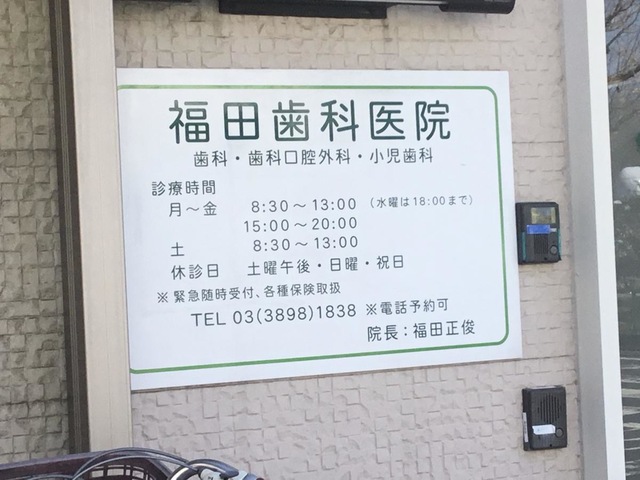 福田歯科医院
歯科・歯科口腔外科・小児歯科
診療時間
月～金 8:30～13:00 (水曜は18:00まで)
15:00～20:00
土 8:30～13:00
休診日 土曜午後・日曜・祝日
※緊急随時受付、各種保険取扱
TEL 03(3898)1838 ※電話予約可
院長：福田正俊